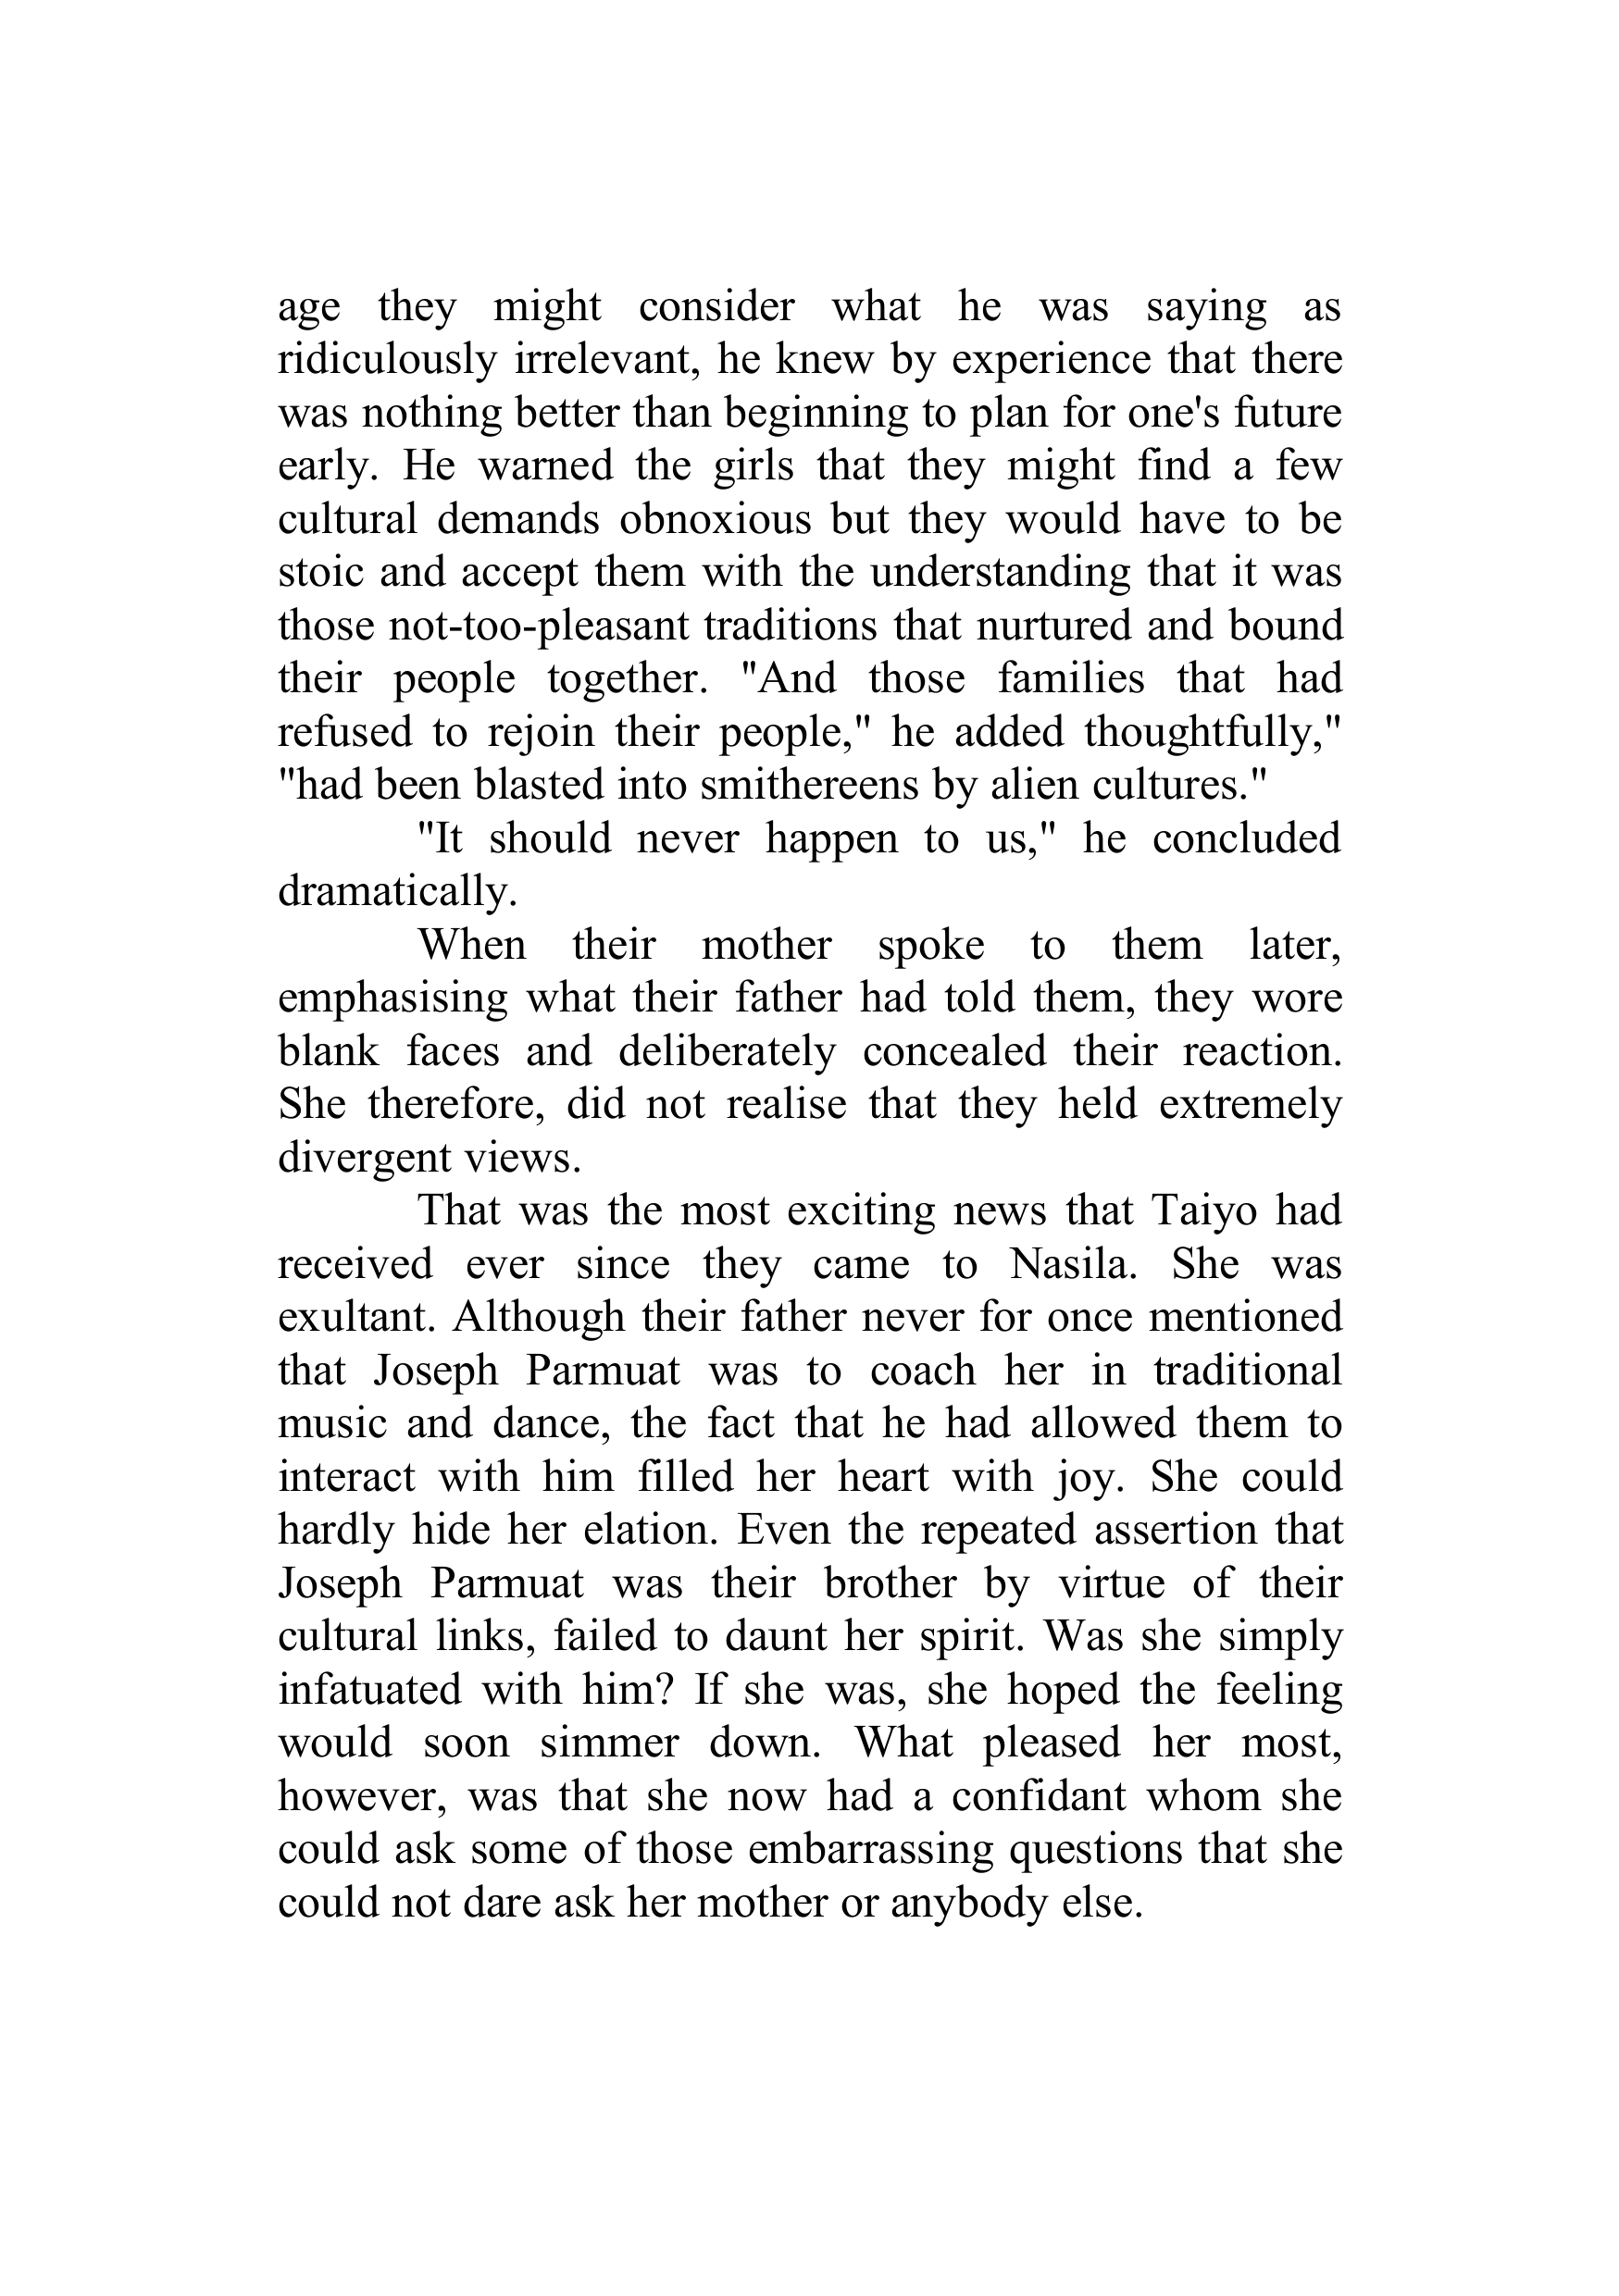 age they might consider what he was saying as
ridiculously irrelevant, he knew by experience that there
was nothing better than beginning to plan for one's future
early. He warned the girls that they might find a few
cultural demands obnoxious but they would have to be
stoic and accept them with the understanding that it was
those not-too-pleasant traditions that nurtured and bound
their people together. "And those families that had
refused to rejoin their people," he added thoughtfully,"
"had been blasted into smithereens by alien cultures."
"It should never happen to us," he concluded
dramatically.
When their mother spoke to them later,
emphasising what their father had told them, they wore
blank faces and deliberately concealed their reaction.
She therefore, did not realise that they held extremely
divergent views.
That was the most exciting news that Taiyo had
received ever since they came to Nasila. She was
exultant. Although their father never for once mentioned
that Joseph Parmuat was to coach her in traditional
music and dance, the fact that he had allowed them to
interact with him filled her heart with joy. She could
hardly hide her elation. Even the repeated assertion that
Joseph Parmuat was their brother by virtue of their
cultural links, failed to daunt her spirit. Was she simply
infatuated with him? If she was, she hoped the feeling
would soon simmer down. What pleased her most,
however, was that she now had a confidant whom she
could ask some of those embarrassing questions that she
could not dare ask her mother or anybody else.